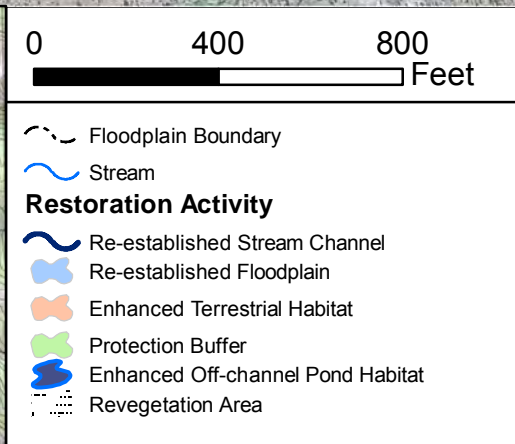 0 400 800
Feet
Floodplain Boundary
Stream
Restoration Activity
Re-established Stream Channel
Re-established Floodplain
Enhanced Terrestrial Habitat
Protection Buffer
Enhanced Off-channel Pond Habitat
Revegetation Area